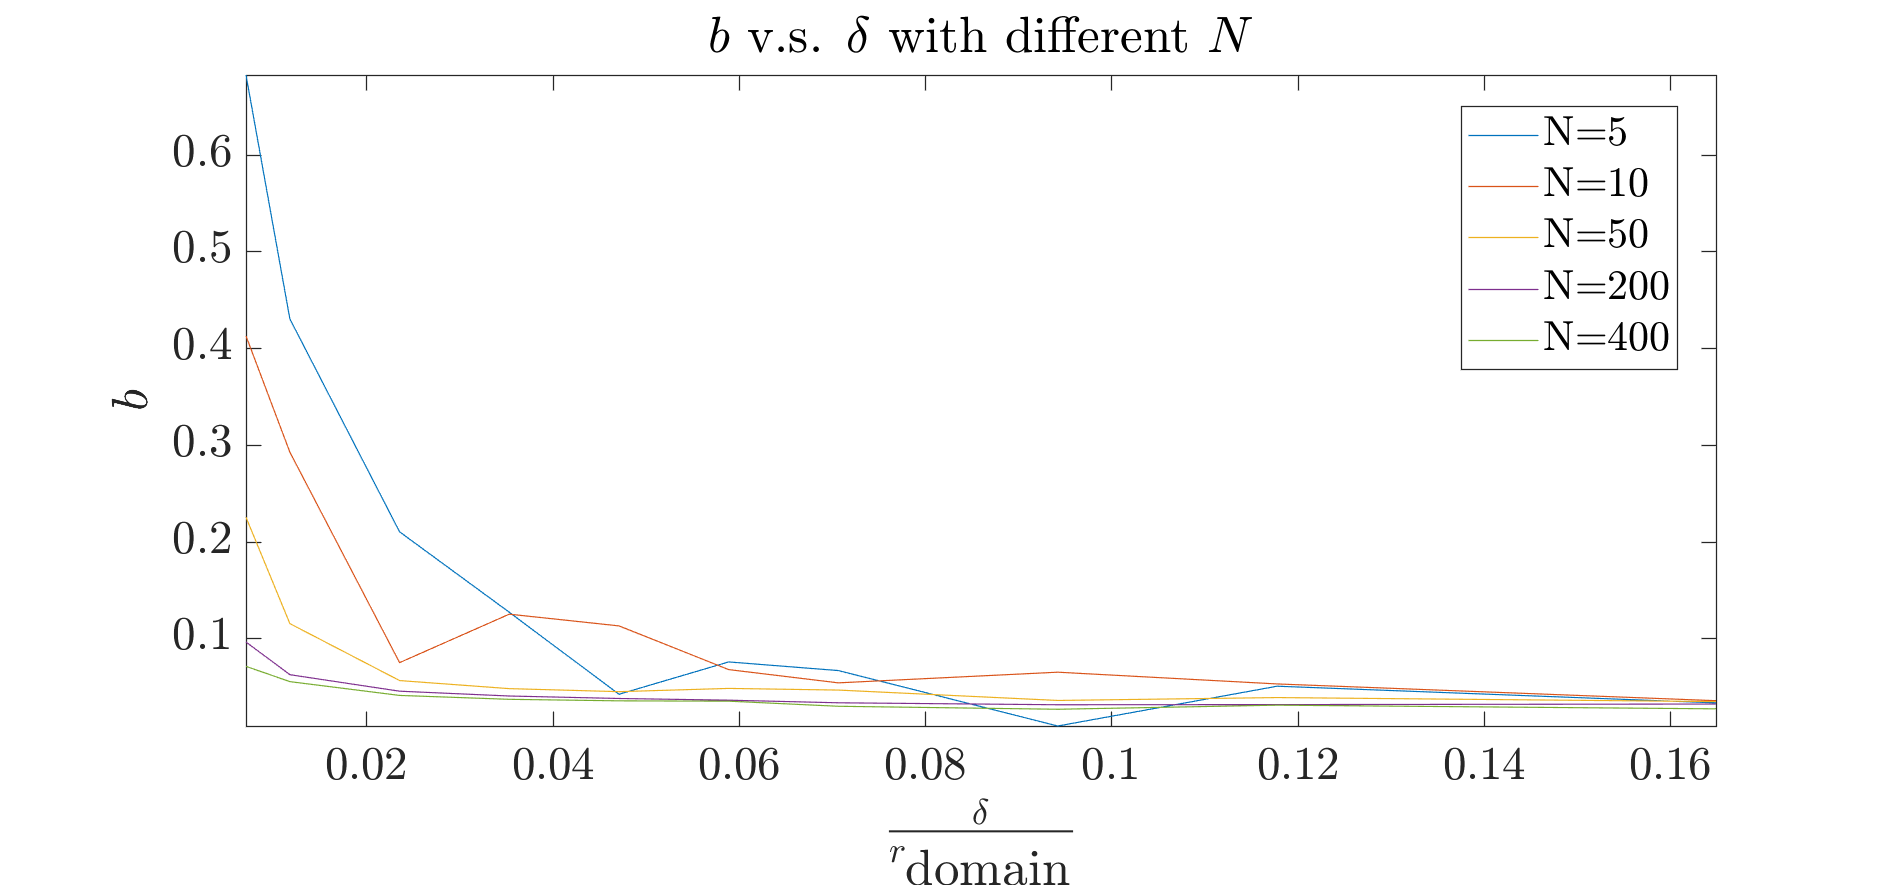 b v.s. δ with different N
0.6
0.5
0.4
0.3
0.2
0.1
b
N=5
N=10
N=50
N=200
N=400
0.02 0.04 0.06 0.08 0.1 0.12 0.14 0.16
δ
r domain